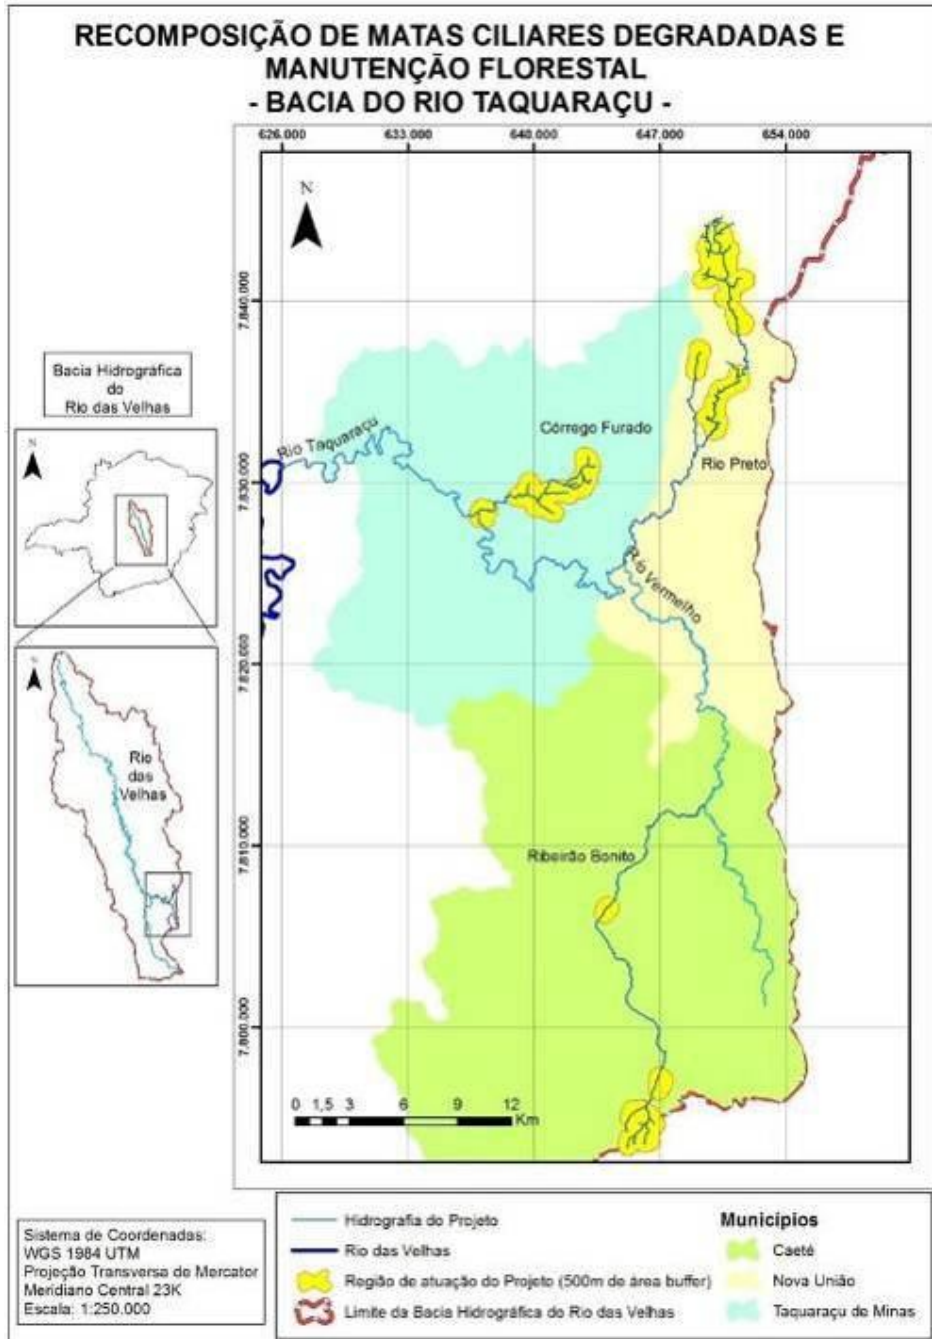 RECOMPOSIÇÃO DE MATAS CILIARES DEGRADADAS E
MANUTENÇÃO FLORESTAL
- BACIA DO RIO TAQUARAÇU -
626.000
633.000
640.000
647.000
654.000
N
7.840.000
7.830.000
7.820.000
7.810.000
7.800.000
Bacia Hidrográfica
do
Rio das Velhas
N
N
Rio
das
Velhas
Rio Taquaraçu
Córrego Furado
Rio Preto
Rio Vermelho
Ribeirão Bonito
0 1,5 3 6 9 12
Km
Sistema de Coordenadas:
WGS 1984 UTM
Projeção Transversa de Mercator
Meridiano Central 23K
Escala: 1:250.000
Hidrografia do Projeto
Rio das Velhas
Região de atuação do Projeto (500m de área buffer)
Limite da Bacia Hidrográfica do Rio das Velhas
Municípios
Caeté
Nova União
Taquaraçu de Minas